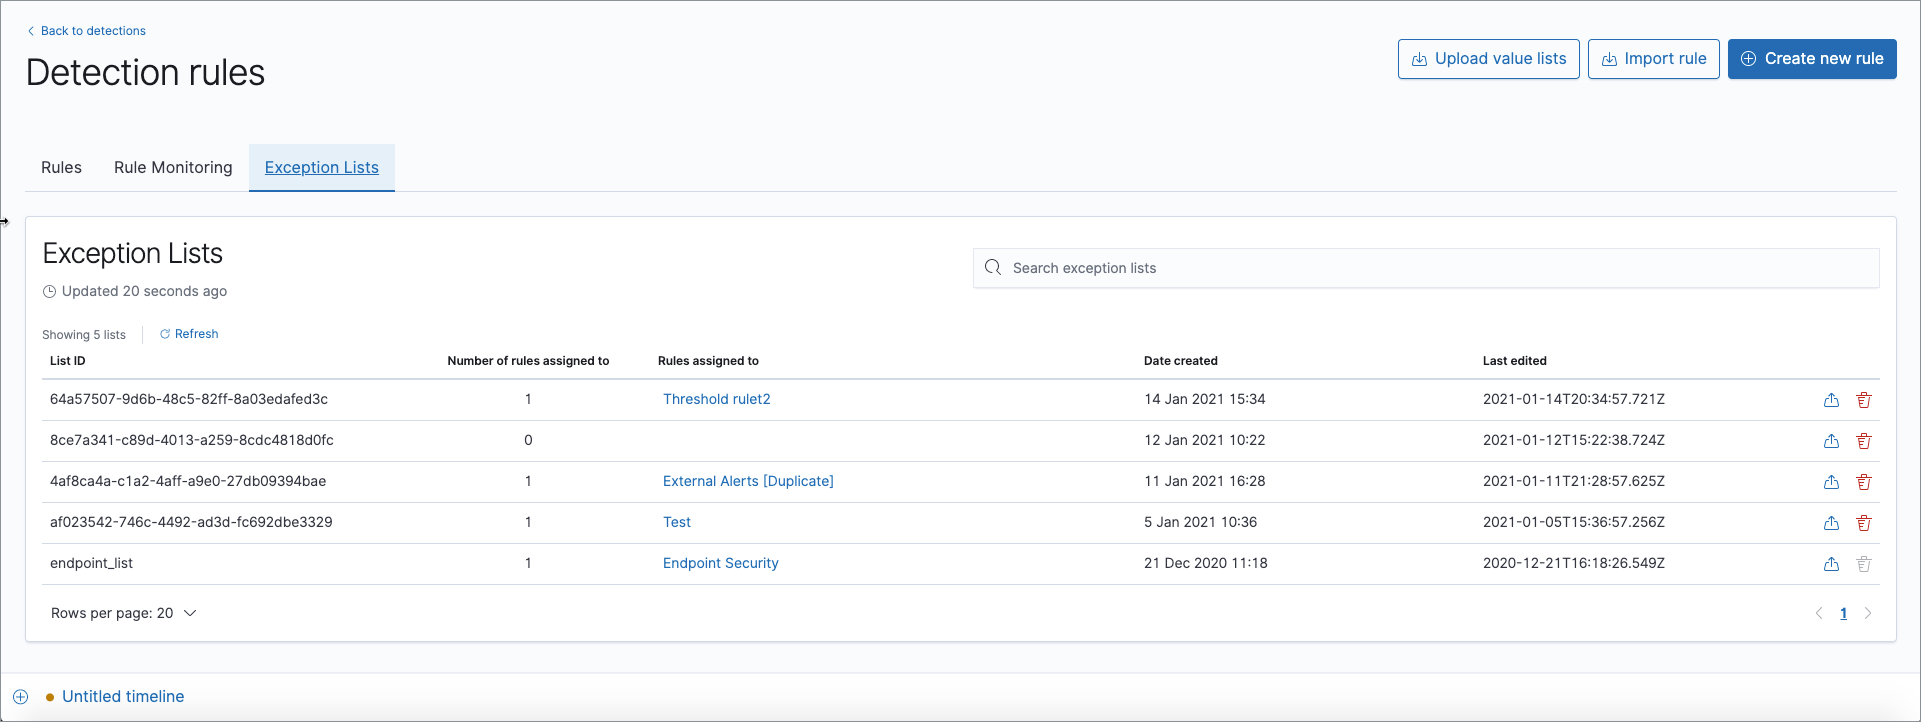 Back to detections
Detection rules
Upload value lists
Import rule
Create new rule
Rules Rule Monitoring Exception Lists
Exception Lists
Search exception lists
Updated 20 seconds ago
Showing 5 lists Refresh
List ID Number of rules assigned to Rules assigned to Date created Last edited
64a57507-9d6b-48c5-82ff-8a03edafed3c 1 Threshold rulet2 14 Jan 2021 15:34 2021-01-14T20:34:57.721Z
8ce7a341-c89d-4013-a259-8cdc4818d0fc 0 12 Jan 2021 10:22 2021-01-12T15:22:38.724Z
4af8ca4a-c1a2-4aff-a9e0-27db09394bae 1 External Alerts [Duplicate] 11 Jan 2021 16:28 2021-01-11T21:28:57.625Z
af023542-746c-4492-ad3d-fc692dbe3329 1 Test 5 Jan 2021 10:36 2021-01-05T15:36:57.256Z
endpoint_list 1 Endpoint Security 21 Dec 2020 11:18 2020-12-21T16:18:26.549Z
Rows per page: 20 1
Untitled timeline